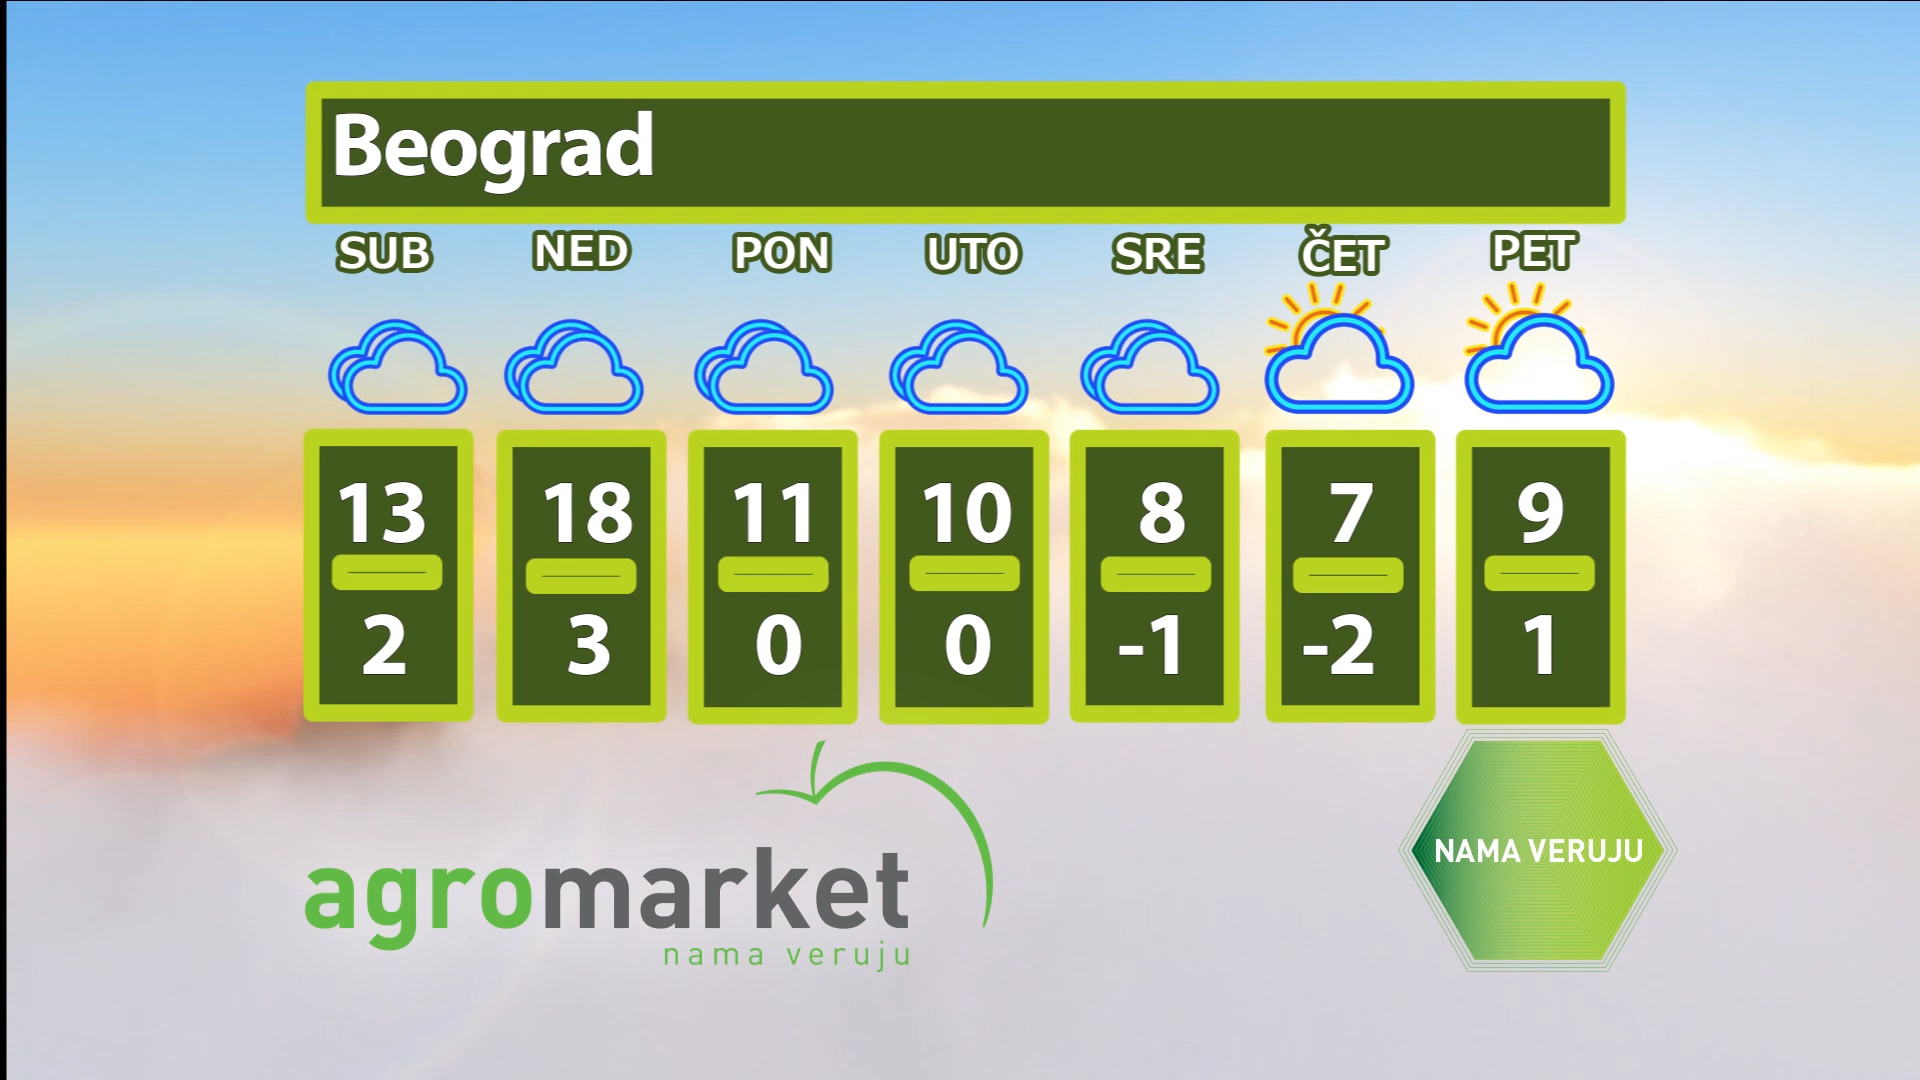 Beograd
SUB NED PON UTO SRE ČET PET
13 18 11 10 8 7 9
2 3 0 0 -1 -2 1
agromarket
nama veruju
NAMA VERUJU